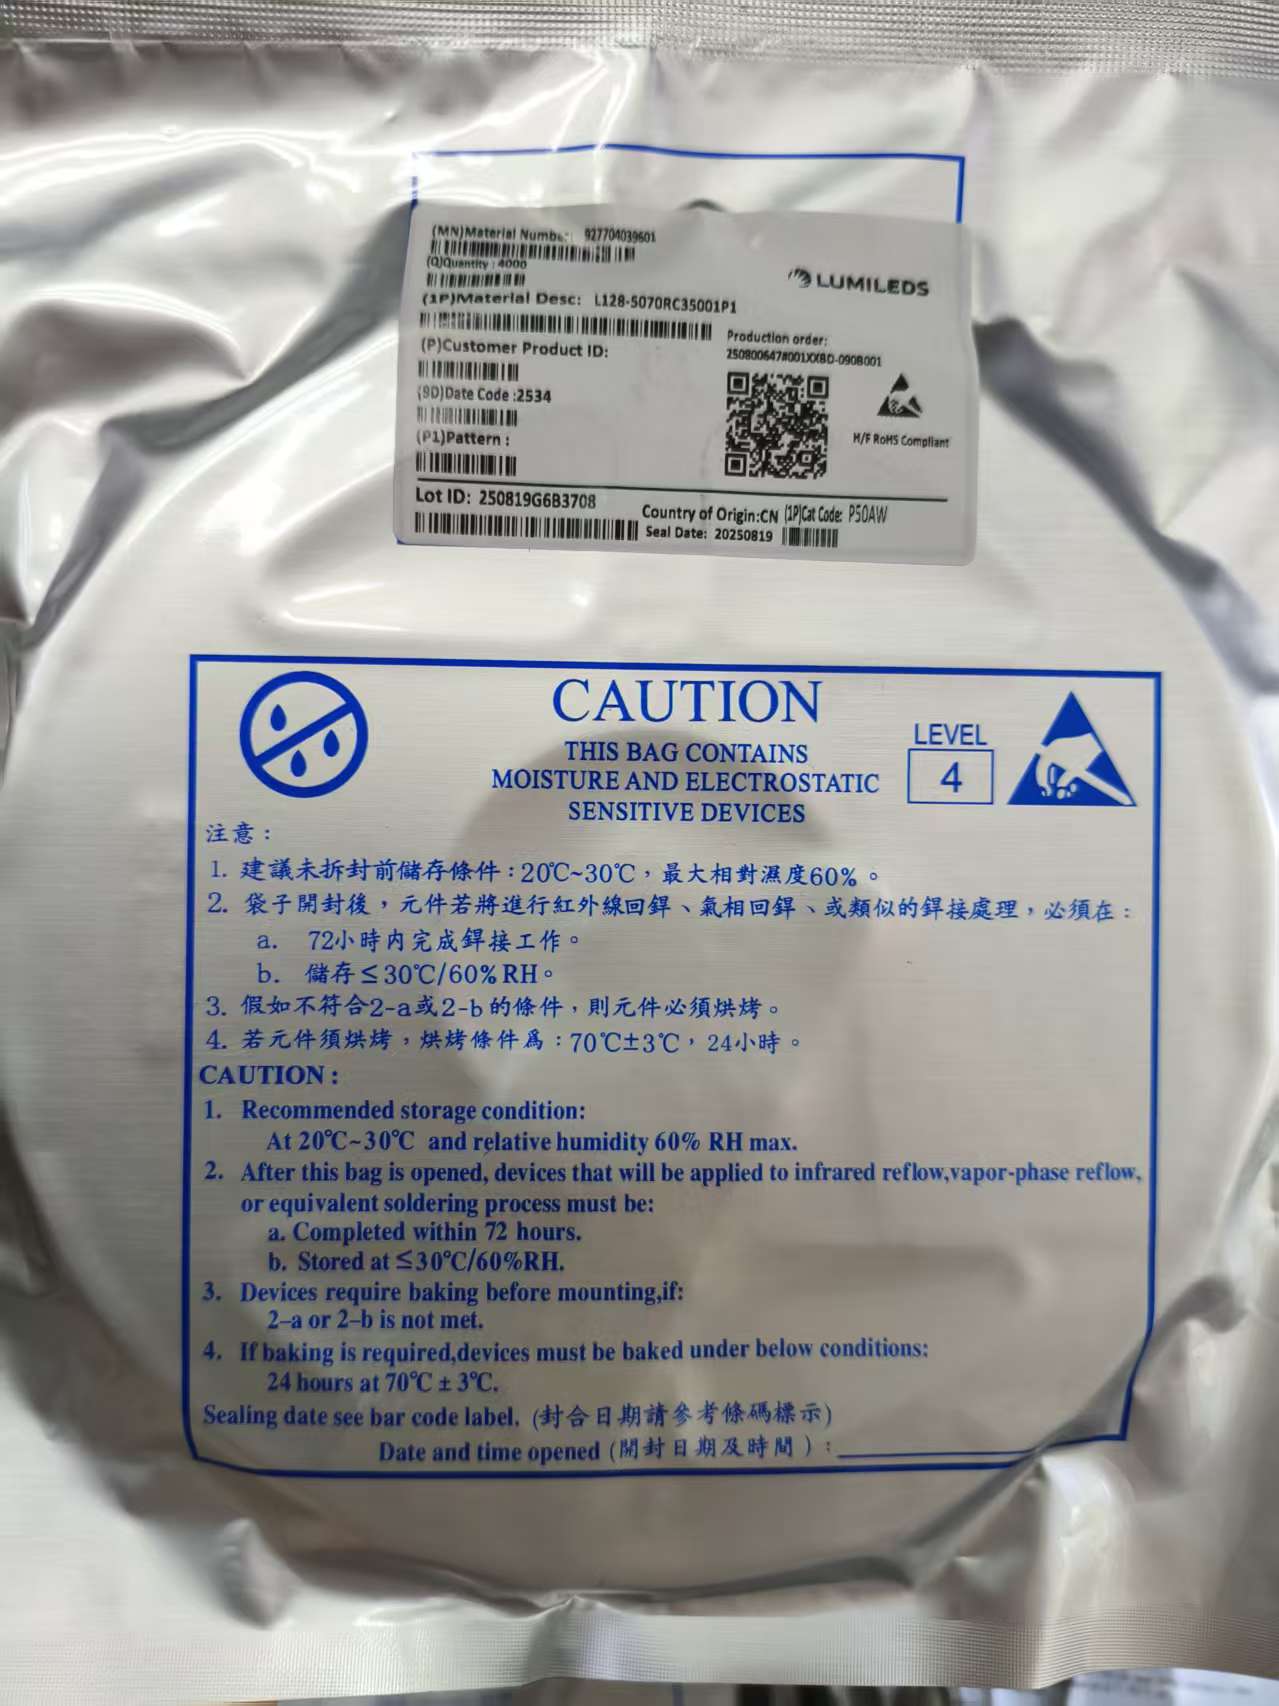 (MN)Material Number: 927704039601
(Q)Quantity : 4000
LUMILEDS
(1P)Material Desc: L128-5070RC35001P1
Production order:
(P)Customer Product ID:
250800647#001XXBD-090B001
(9D)Date Code :2534
H/F RoHS Compliant
(P1)Pattern :
Lot ID: 250819G6B3708
Country of Origin:CN (1P)Cat Code: P50AW
Seal Date: 20250819
CAUTION
THIS BAG CONTAINS
MOISTURE AND ELECTROSTATIC
SENSITIVE DEVICES
LEVEL
4
注意：
1. 建議未拆封前儲存條件：20℃~30℃，最大相對濕度60%。
2. 袋子開封後，元件若將進行紅外線回銲、氣相回銲、或類似的銲接處理，必須在：
a. 72小時内完成銲接工作。
b. 儲存≦30℃/60%RH。
3. 假如不符合2-a或2-b的條件，則元件必須烘烤。
4. 若元件須烘烤，烘烤條件爲：70℃±3℃，24小時。
CAUTION :
1. Recommended storage condition:
At 20℃~30℃ and relative humidity 60% RH max.
2. After this bag is opened, devices that will be applied to infrared reflow,vapor-phase reflow,
or equivalent soldering process must be:
a. Completed within 72 hours.
b. Stored at ≦30℃/60%RH.
3. Devices require baking before mounting,if:
2–a or 2–b is not met.
4. If baking is required,devices must be baked under below conditions:
24 hours at 70℃ ± 3℃.
Sealing date see bar code label. (封合日期請參考條碼標示)
Date and time opened (開封日期及時間)：